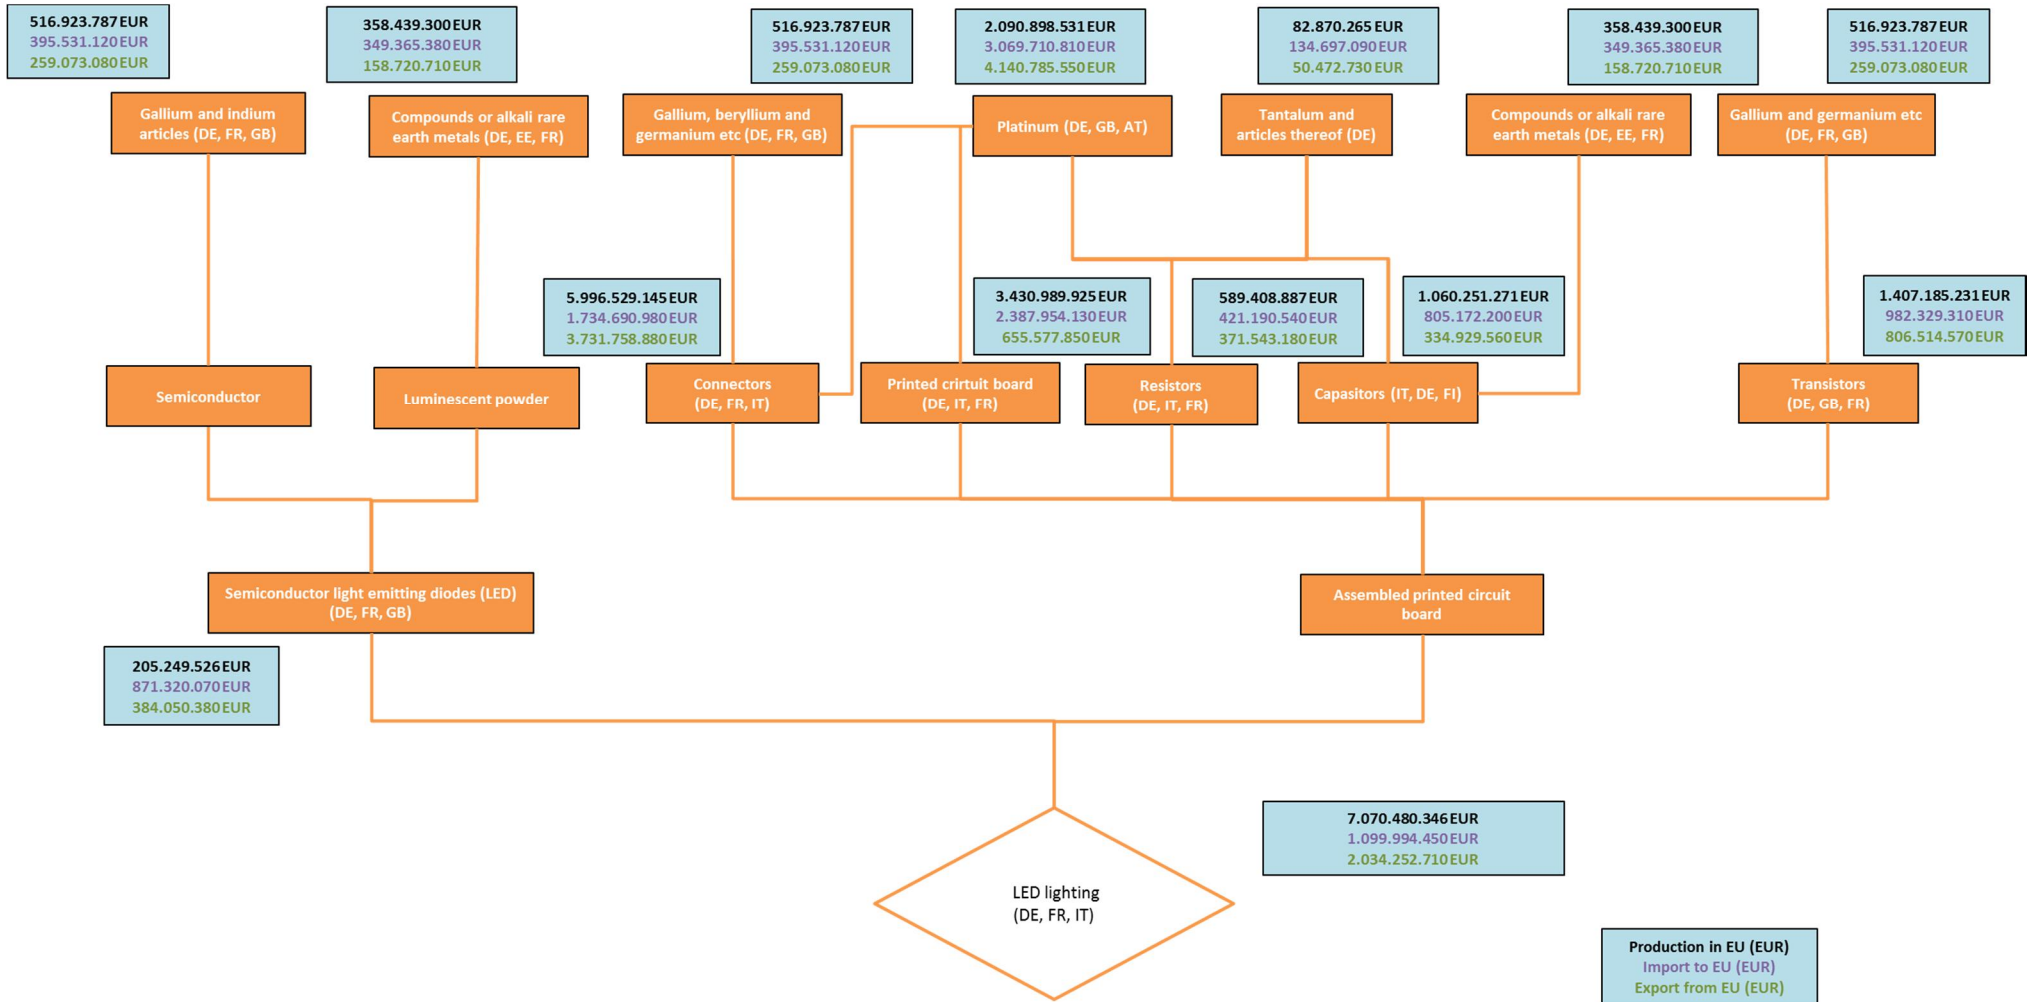 516.923.787 EUR
395.531.120 EUR
259.073.080 EUR
358.439.300 EUR
349.365.380 EUR
158.720.710 EUR
516.923.787 EUR
395.531.120 EUR
259.073.080 EUR
2.090.898.531 EUR
3.069.710.810 EUR
4.140.785.550 EUR
82.870.265 EUR
134.697.090 EUR
50.472.730 EUR
358.439.300 EUR
349.365.380 EUR
158.720.710 EUR
516.923.787 EUR
395.531.120 EUR
259.073.080 EUR
Gallium and indium
articles (DE, FR, GB)
Compounds or alkali rare
earth metals (DE, EE, FR)
Gallium, beryllium and
germanium etc (DE, FR, GB)
Platinum (DE, GB, AT)
Tantalum and
articles thereof (DE)
Compounds or alkali rare
earth metals (DE, EE, FR)
Gallium and germanium etc
(DE, FR, GB)
5.996.529.145 EUR
1.734.690.980 EUR
3.731.758.880 EUR
3.430.989.925 EUR
2.387.954.130 EUR
655.577.850 EUR
589.408.887 EUR
421.190.540 EUR
371.543.180 EUR
1.060.251.271 EUR
805.172.200 EUR
334.929.560 EUR
1.407.185.231 EUR
982.329.310 EUR
806.514.570 EUR
Semiconductor
Luminescent powder
Connectors
(DE, FR, IT)
Printed crirtuit board
(DE, IT, FR)
Resistors
(DE, IT, FR)
Capasitors (IT, DE, FI)
Transistors
(DE, GB, FR)
Semiconductor light emitting diodes (LED)
(DE, FR, GB)
Assembled printed circuit
board
205.249.526 EUR
871.320.070 EUR
384.050.380 EUR
7.070.480.346 EUR
1.099.994.450 EUR
2.034.252.710 EUR
LED lighting
(DE, FR, IT)
Production in EU (EUR)
Import to EU (EUR)
Export from EU (EUR)